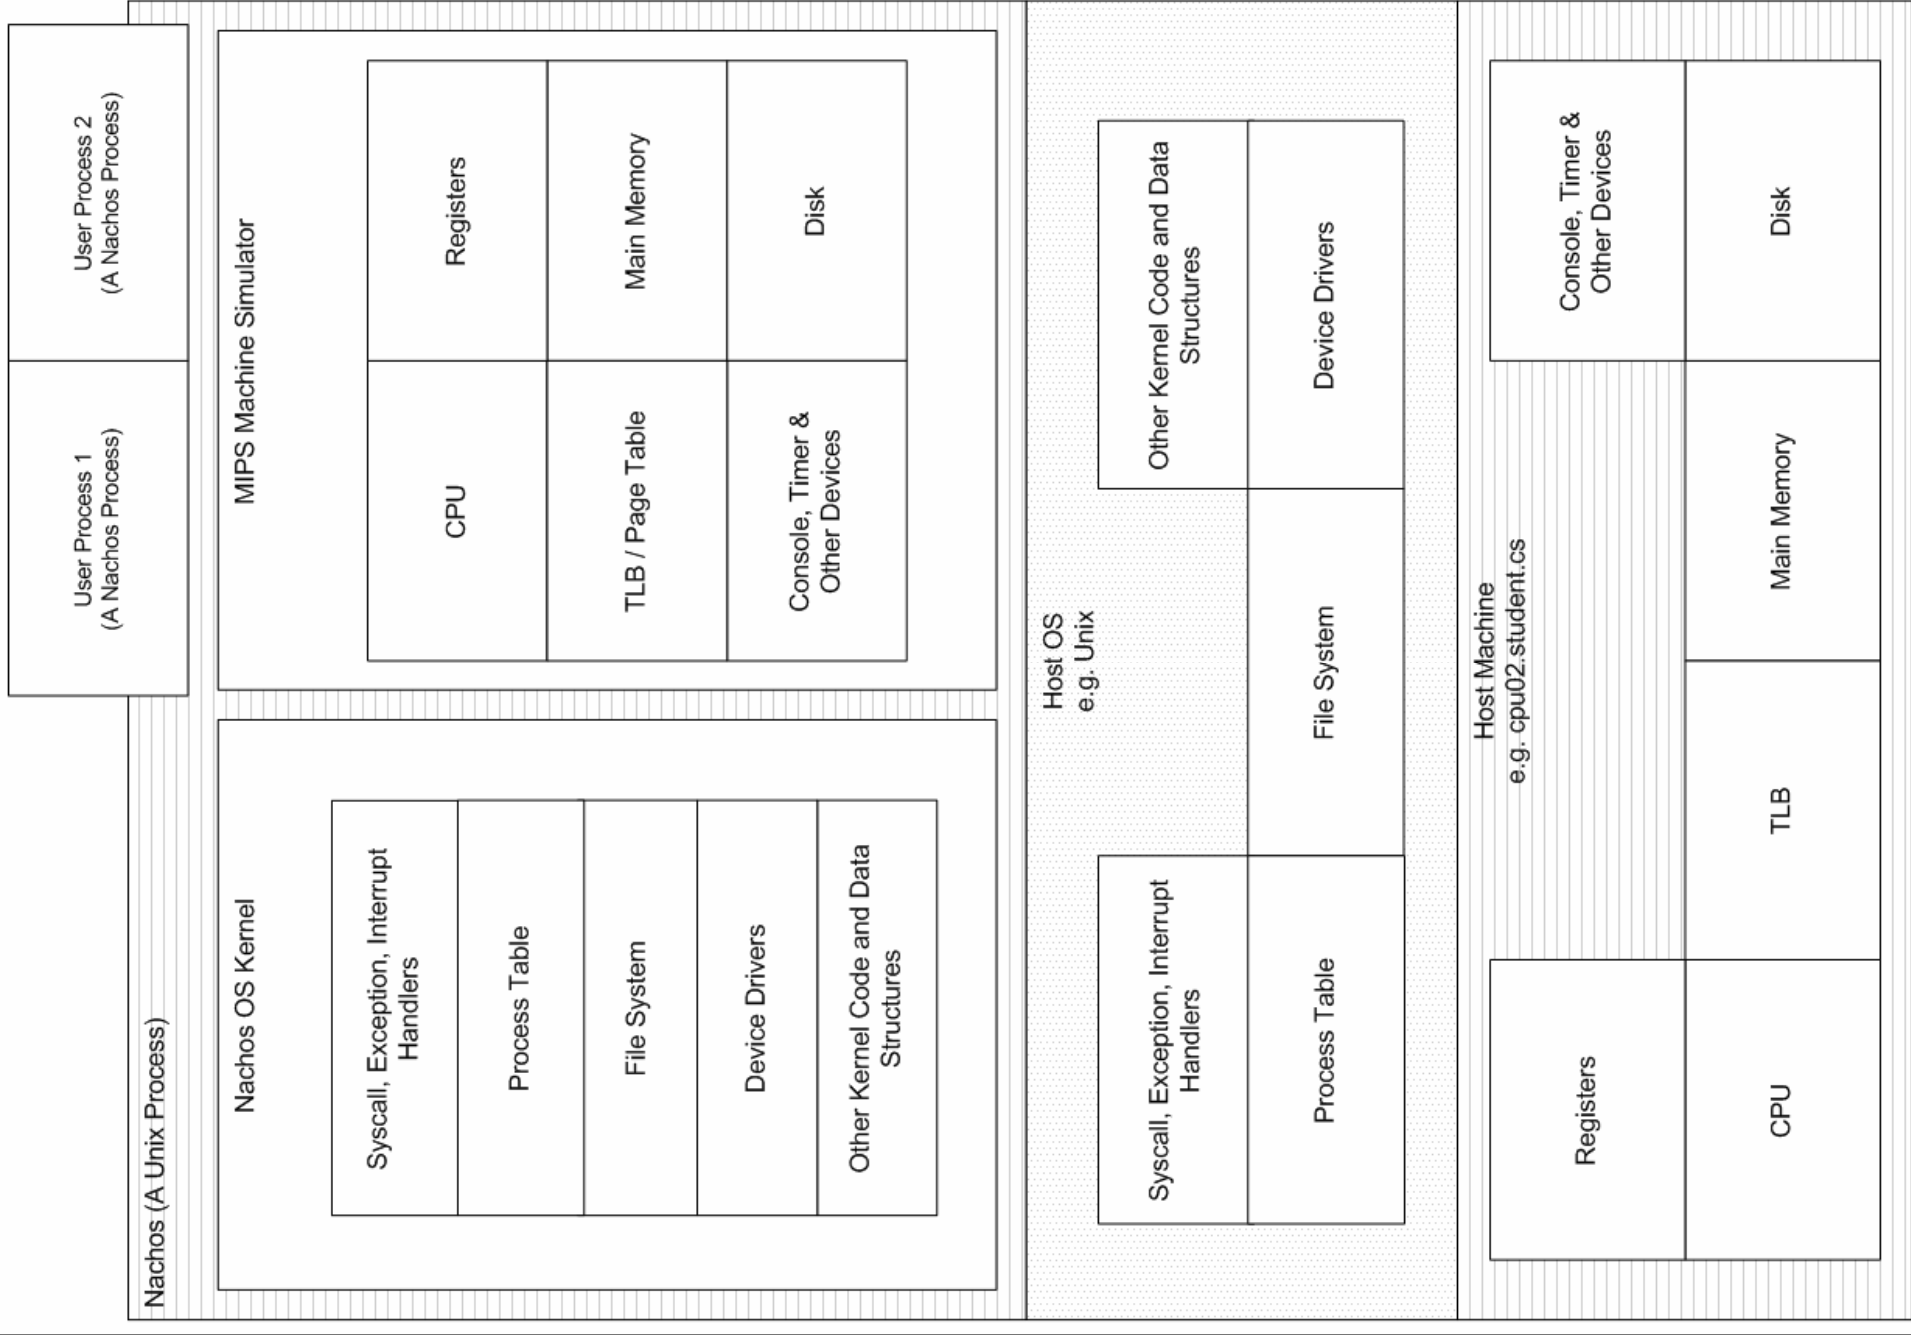 User Process 1
(A Nachos Process)
User Process 2
(A Nachos Process)
Nachos (A Unix Process)
Nachos OS Kernel
Syscall, Exception, Interrupt
Handlers
Process Table
File System
Device Drivers
Other Kernel Code and Data
Structures
MIPS Machine Simulator
CPU
Registers
TLB / Page Table
Main Memory
Console, Timer &
Other Devices
Disk
Host OS
e.g. Unix
Syscall, Exception, Interrupt
Handlers
Other Kernel Code and Data
Structures
Process Table
File System
Device Drivers
Host Machine
e.g. cpu02.student.cs
Registers
Console, Timer &
Other Devices
CPU
TLB
Main Memory
Disk